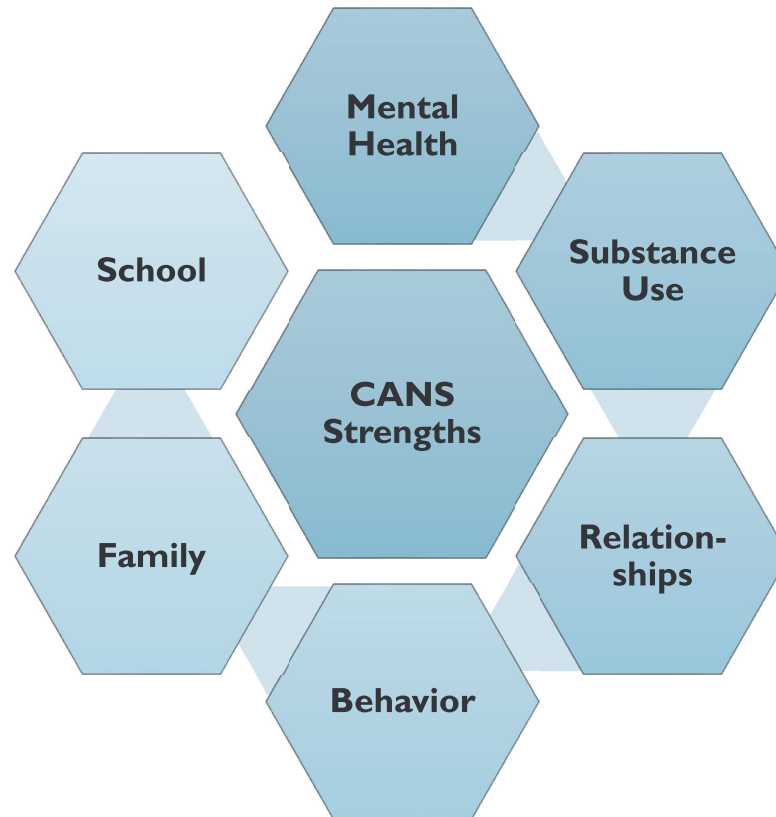 Mental
Health
Substance
Use
School
CANS
Strengths
Relation-
ships
Family
Behavior